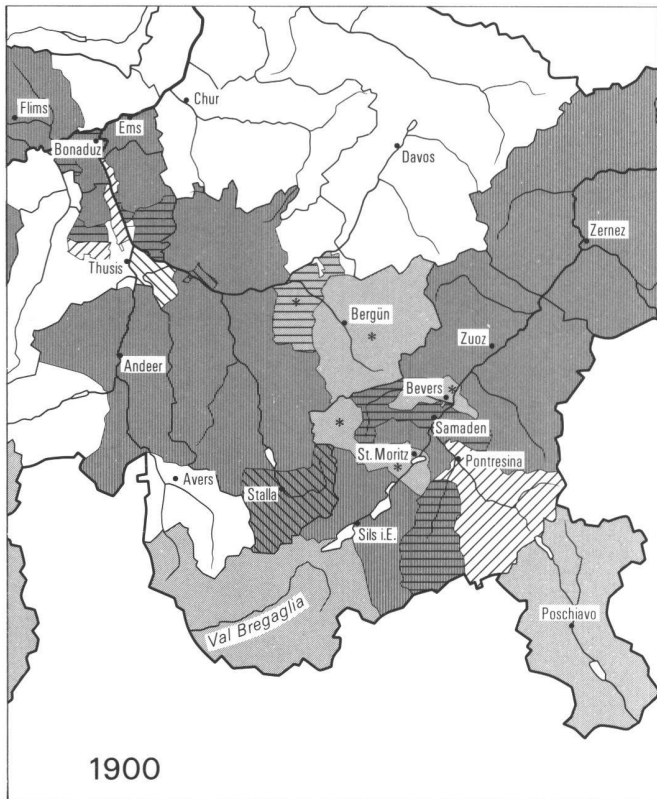 Flims
Chur
Ems
Bonaduz
Davos
Zernez
Thusis
*
Bergün
*
Zuoz
Andeer
Bevers
*
Samaden
*
St. Moritz
*
Pontresina
Avers
Stalla
Sils i.E.
Val Bregaglia
Poschiavo
1900